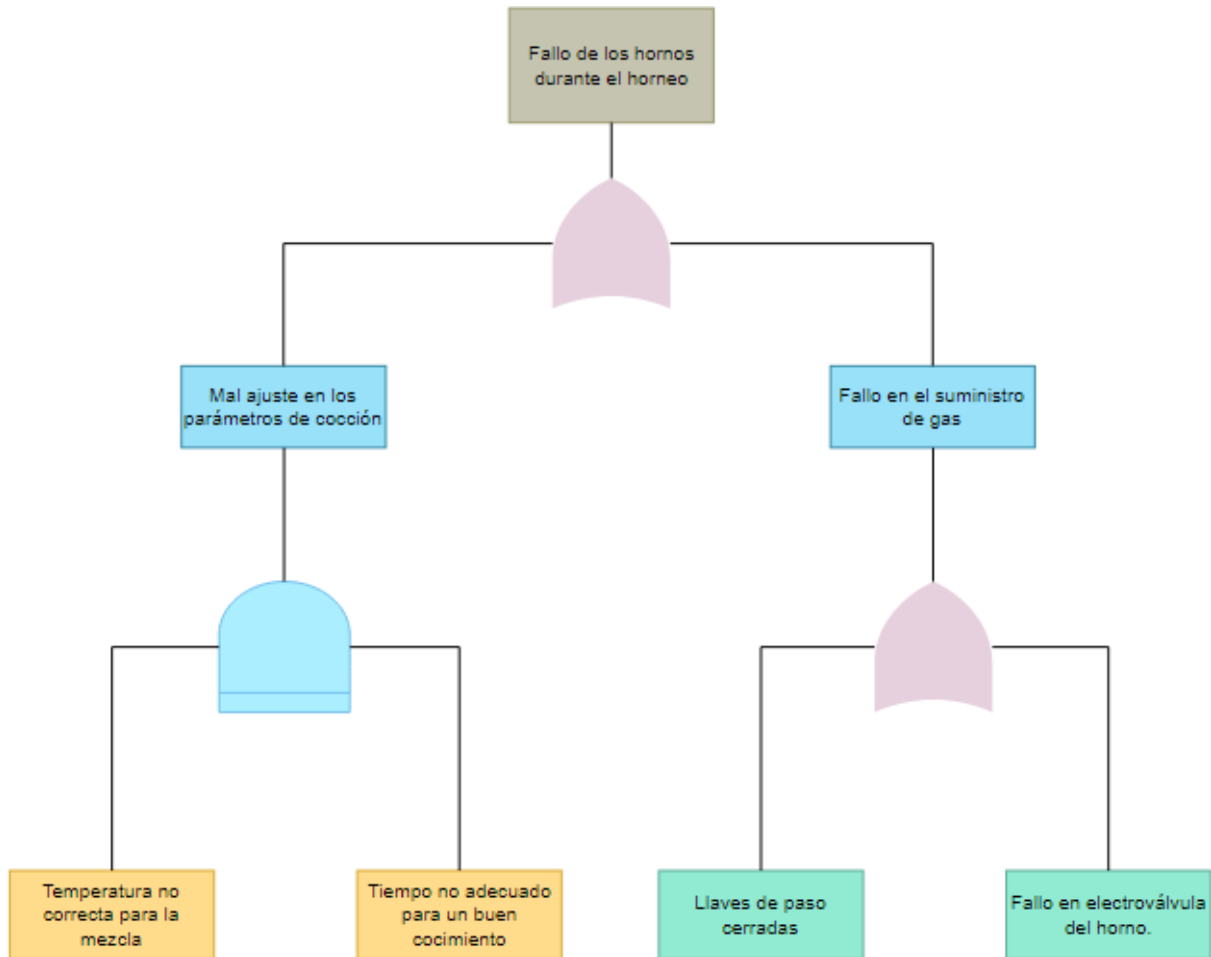 Fallo de los hornos
durante el horneo
Mal ajuste en los
parámetros de cocción
Fallo en el suministro
de gas
Temperatura no
correcta para la
mezcla
Tiempo no adecuado
para un buen
cocimiento
Llaves de paso
cerradas
Fallo en electroválvula
del horno.